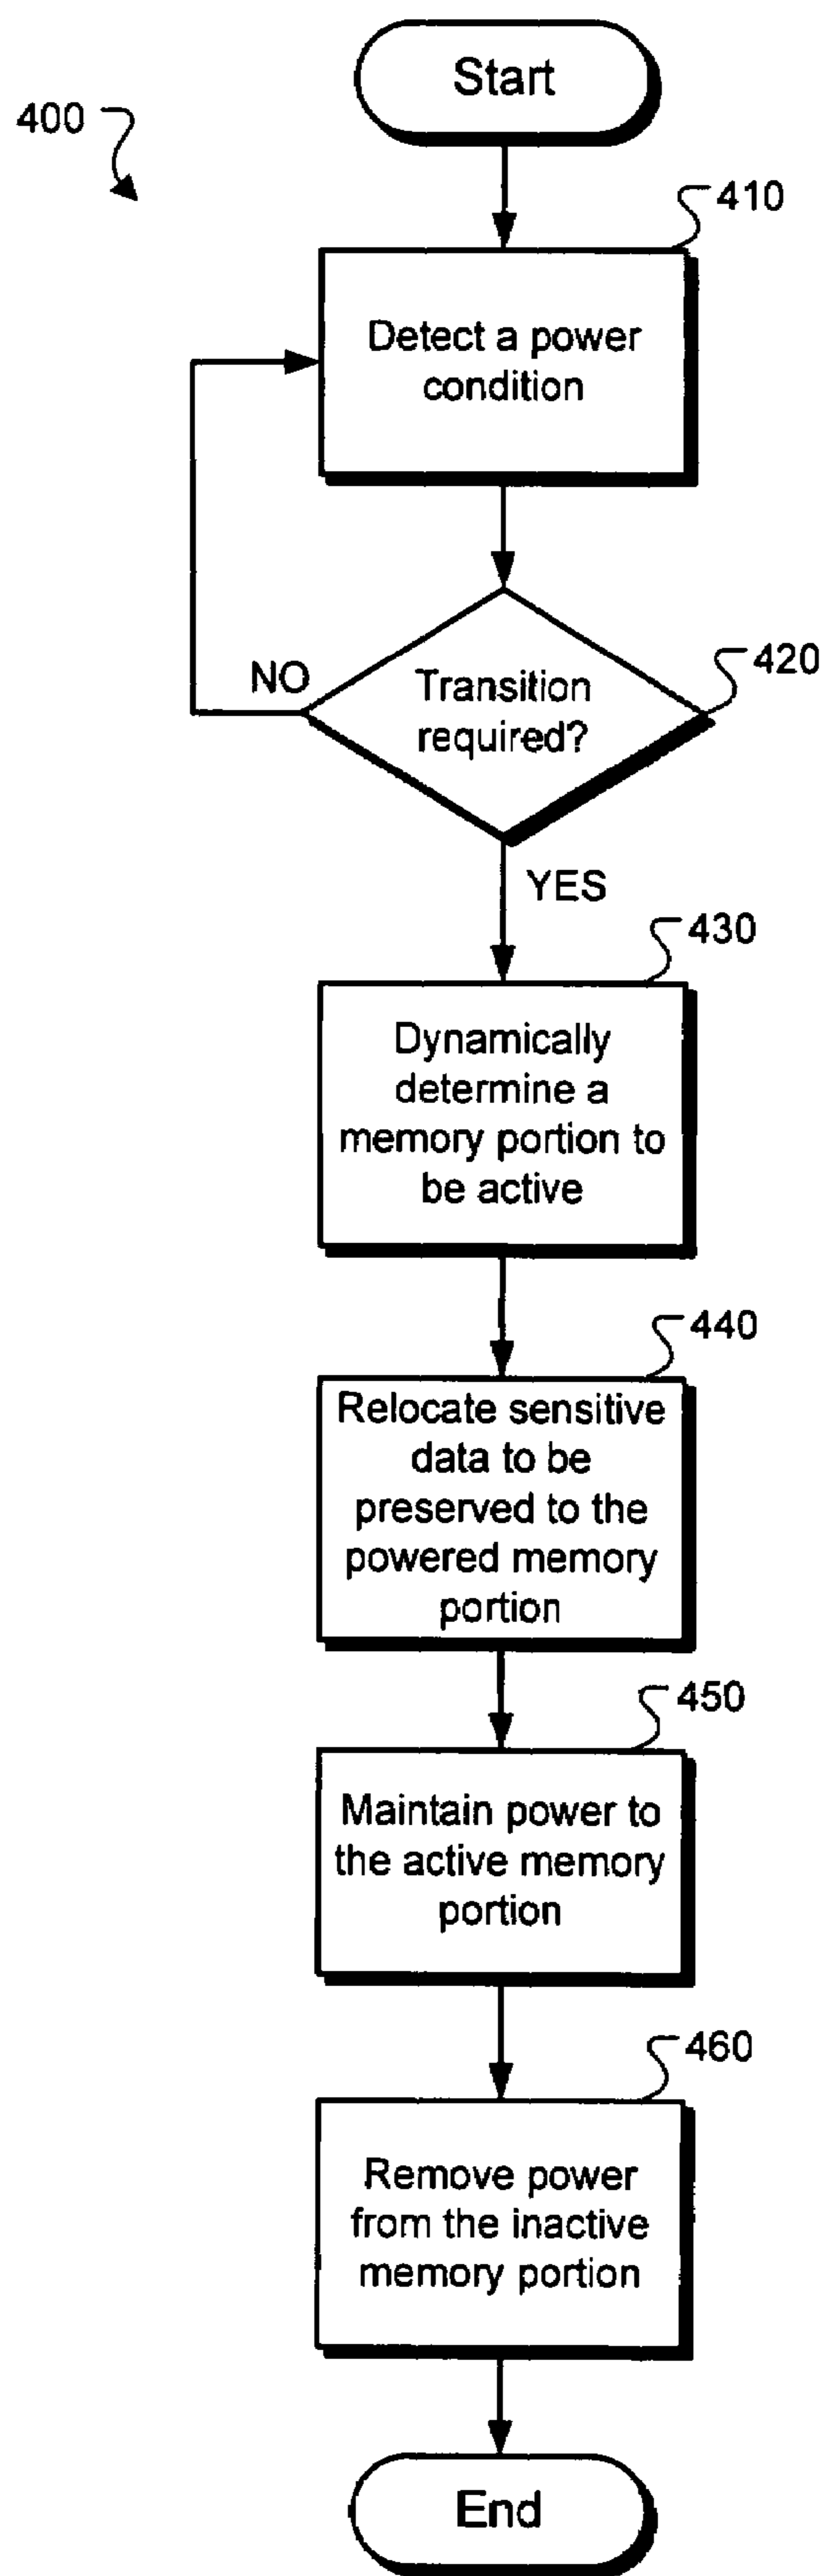 Start
400
410
Detect a power
condition
NO
Transition
required?
420
YES
430
Dynamically
determine a
memory portion to
be active
440
Relocate sensitive
data to be
preserved to the
powered memory
portion
450
Maintain power to
the active memory
portion
460
Remove power
from the inactive
memory portion
End